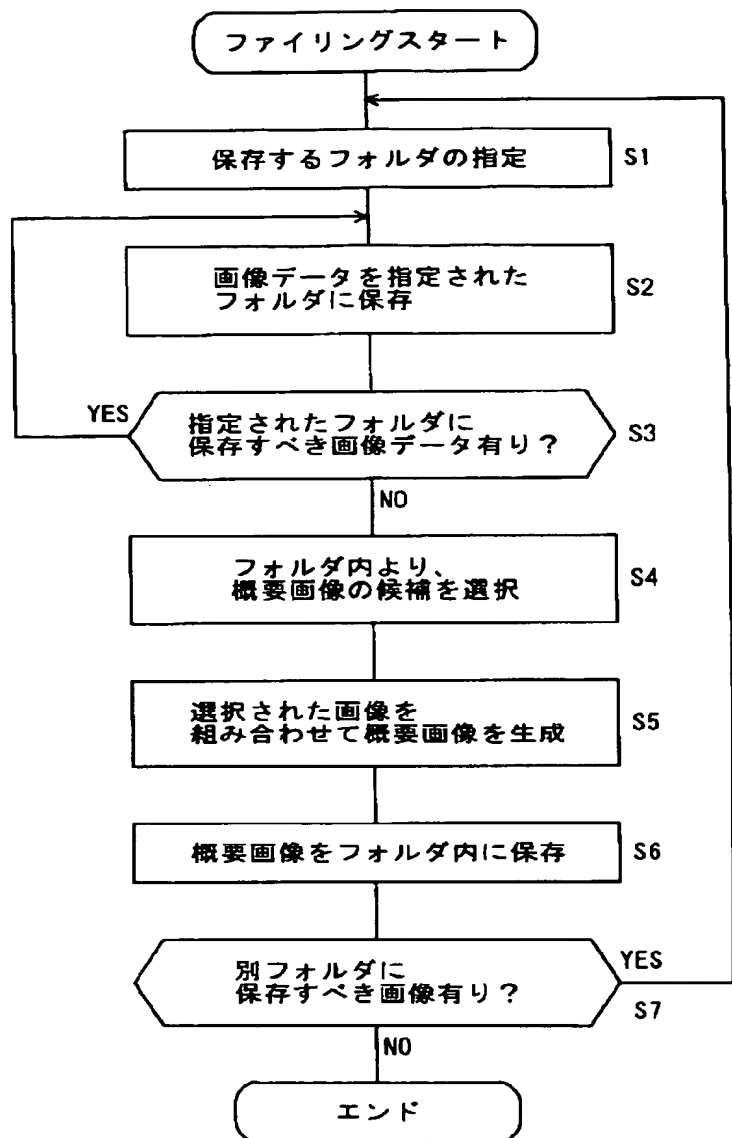 ファイリングスタート
保存するフォルダの指定
S1
画像データを指定された
フォルダに保存
S2
YES
指定されたフォルダに
保存すべき画像データ有り？
S3
NO
フォルダ内より、
概要画像の候補を選択
S4
選択された画像を
組み合わせて概要画像を生成
S5
概要画像をフォルダ内に保存
S6
別フォルダに
保存すべき画像有り？
YES
S7
NO
エンド